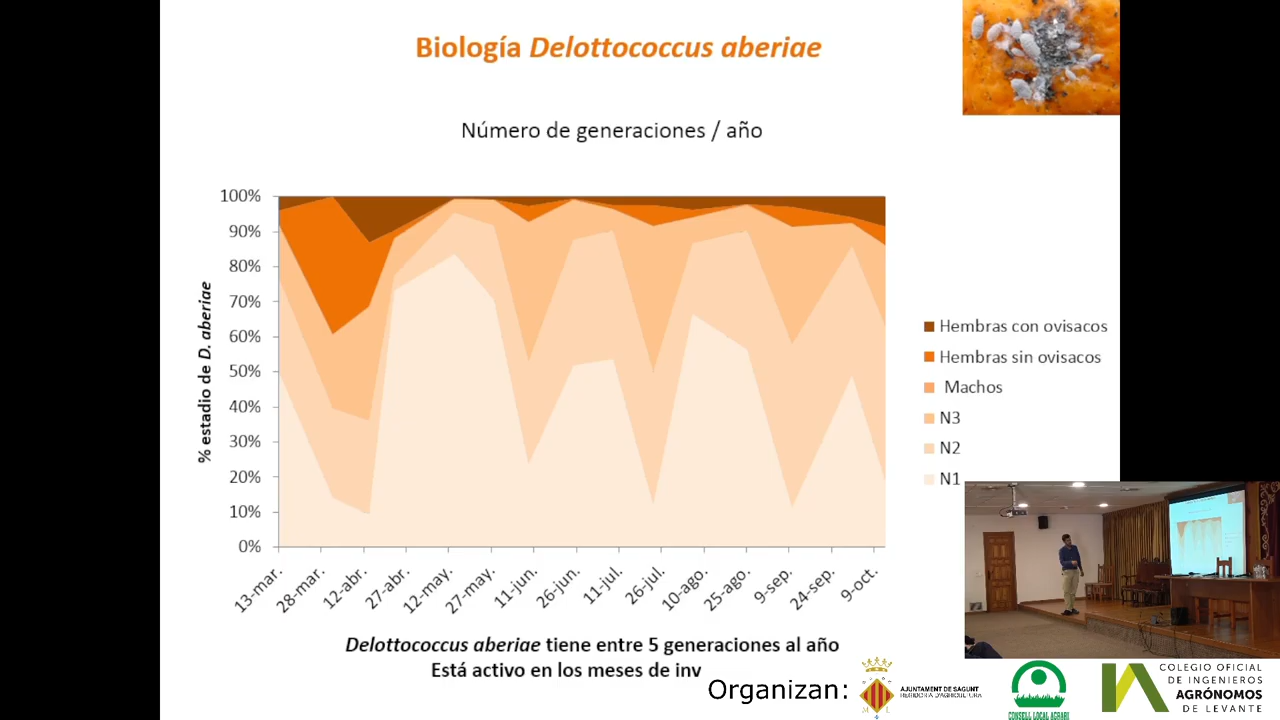 Biología Delottococcus aberiae
Número de generaciones / año
% estadio de D. aberiae
100%
90%
80%
70%
60%
50%
40%
30%
20%
10%
0%
13-mar.
28-mar.
12-abr.
27-abr.
12-may.
27-may.
11-jun.
26-jun.
11-jul.
26-jul.
10-ago.
25-ago.
9-sep.
24-sep.
9-oct.
Hembras con ovisacos
Hembras sin ovisacos
Machos
N3
N2
N1
Delottococcus aberiae tiene entre 5 generaciones al año
Está activo en los meses de inv
Organizan:
AJUNTAMENT DE SAGUNT
REGIDORIA D'AGRICULTURA
CONSELL LOCAL AGRARI
COLEGIO OFICIAL
DE INGENIEROS
AGRÓNOMOS
DE LEVANTE